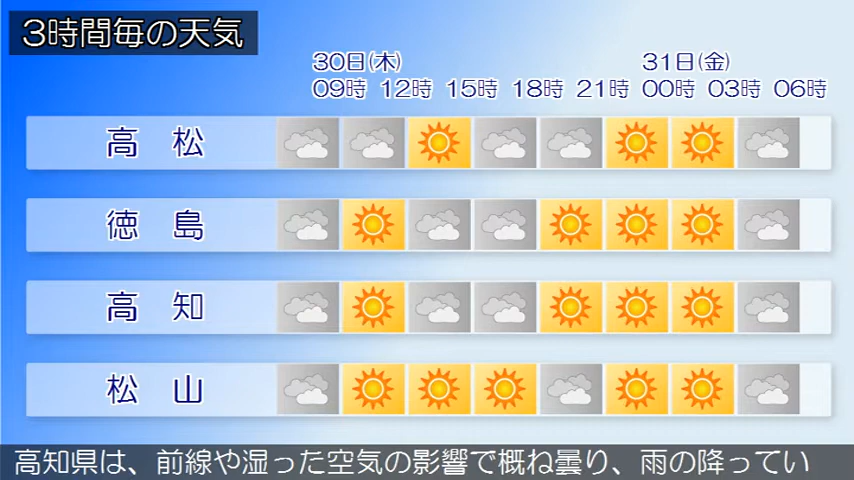 3時間毎の天気
30日(木) 31日(金)
09時 12時 15時 18時 21時 00時 03時 06時
高 松
徳 島
高 知
松 山
高知県は、前線や湿った空気の影響で概ね曇り、雨の降ってい